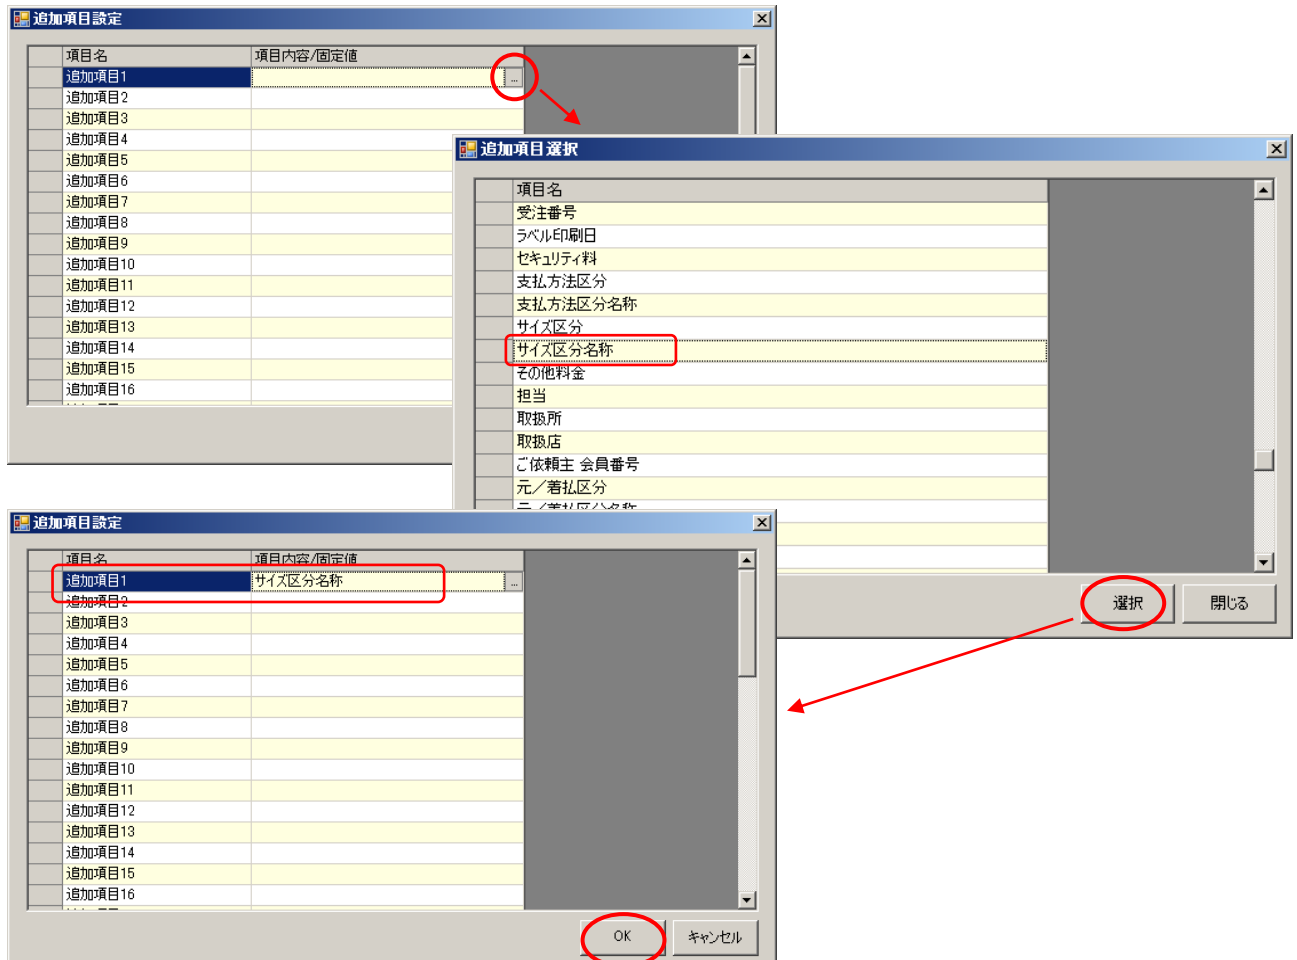 追加項目設定
項目名 項目内容/固定値
追加項目1 ...
追加項目2
追加項目3
追加項目4
追加項目5
追加項目6
追加項目7
追加項目8
追加項目9
追加項目10
追加項目11
追加項目12
追加項目13
追加項目14
追加項目15
追加項目16
追加項目選択
項目名
受注番号
ラベル印刷日
セキュリティ料
支払方法区分
支払方法区分名称
サイズ区分
サイズ区分名称
その他料金
担当
取扱所
取扱店
ご依頼主 会員番号
元／着払区分
元／着払区分名称
選択 閉じる
追加項目設定
項目名 項目内容/固定値
追加項目1 サイズ区分名称 ...
追加項目2
追加項目3
追加項目4
追加項目5
追加項目6
追加項目7
追加項目8
追加項目9
追加項目10
追加項目11
追加項目12
追加項目13
追加項目14
追加項目15
追加項目16
OK キャンセル